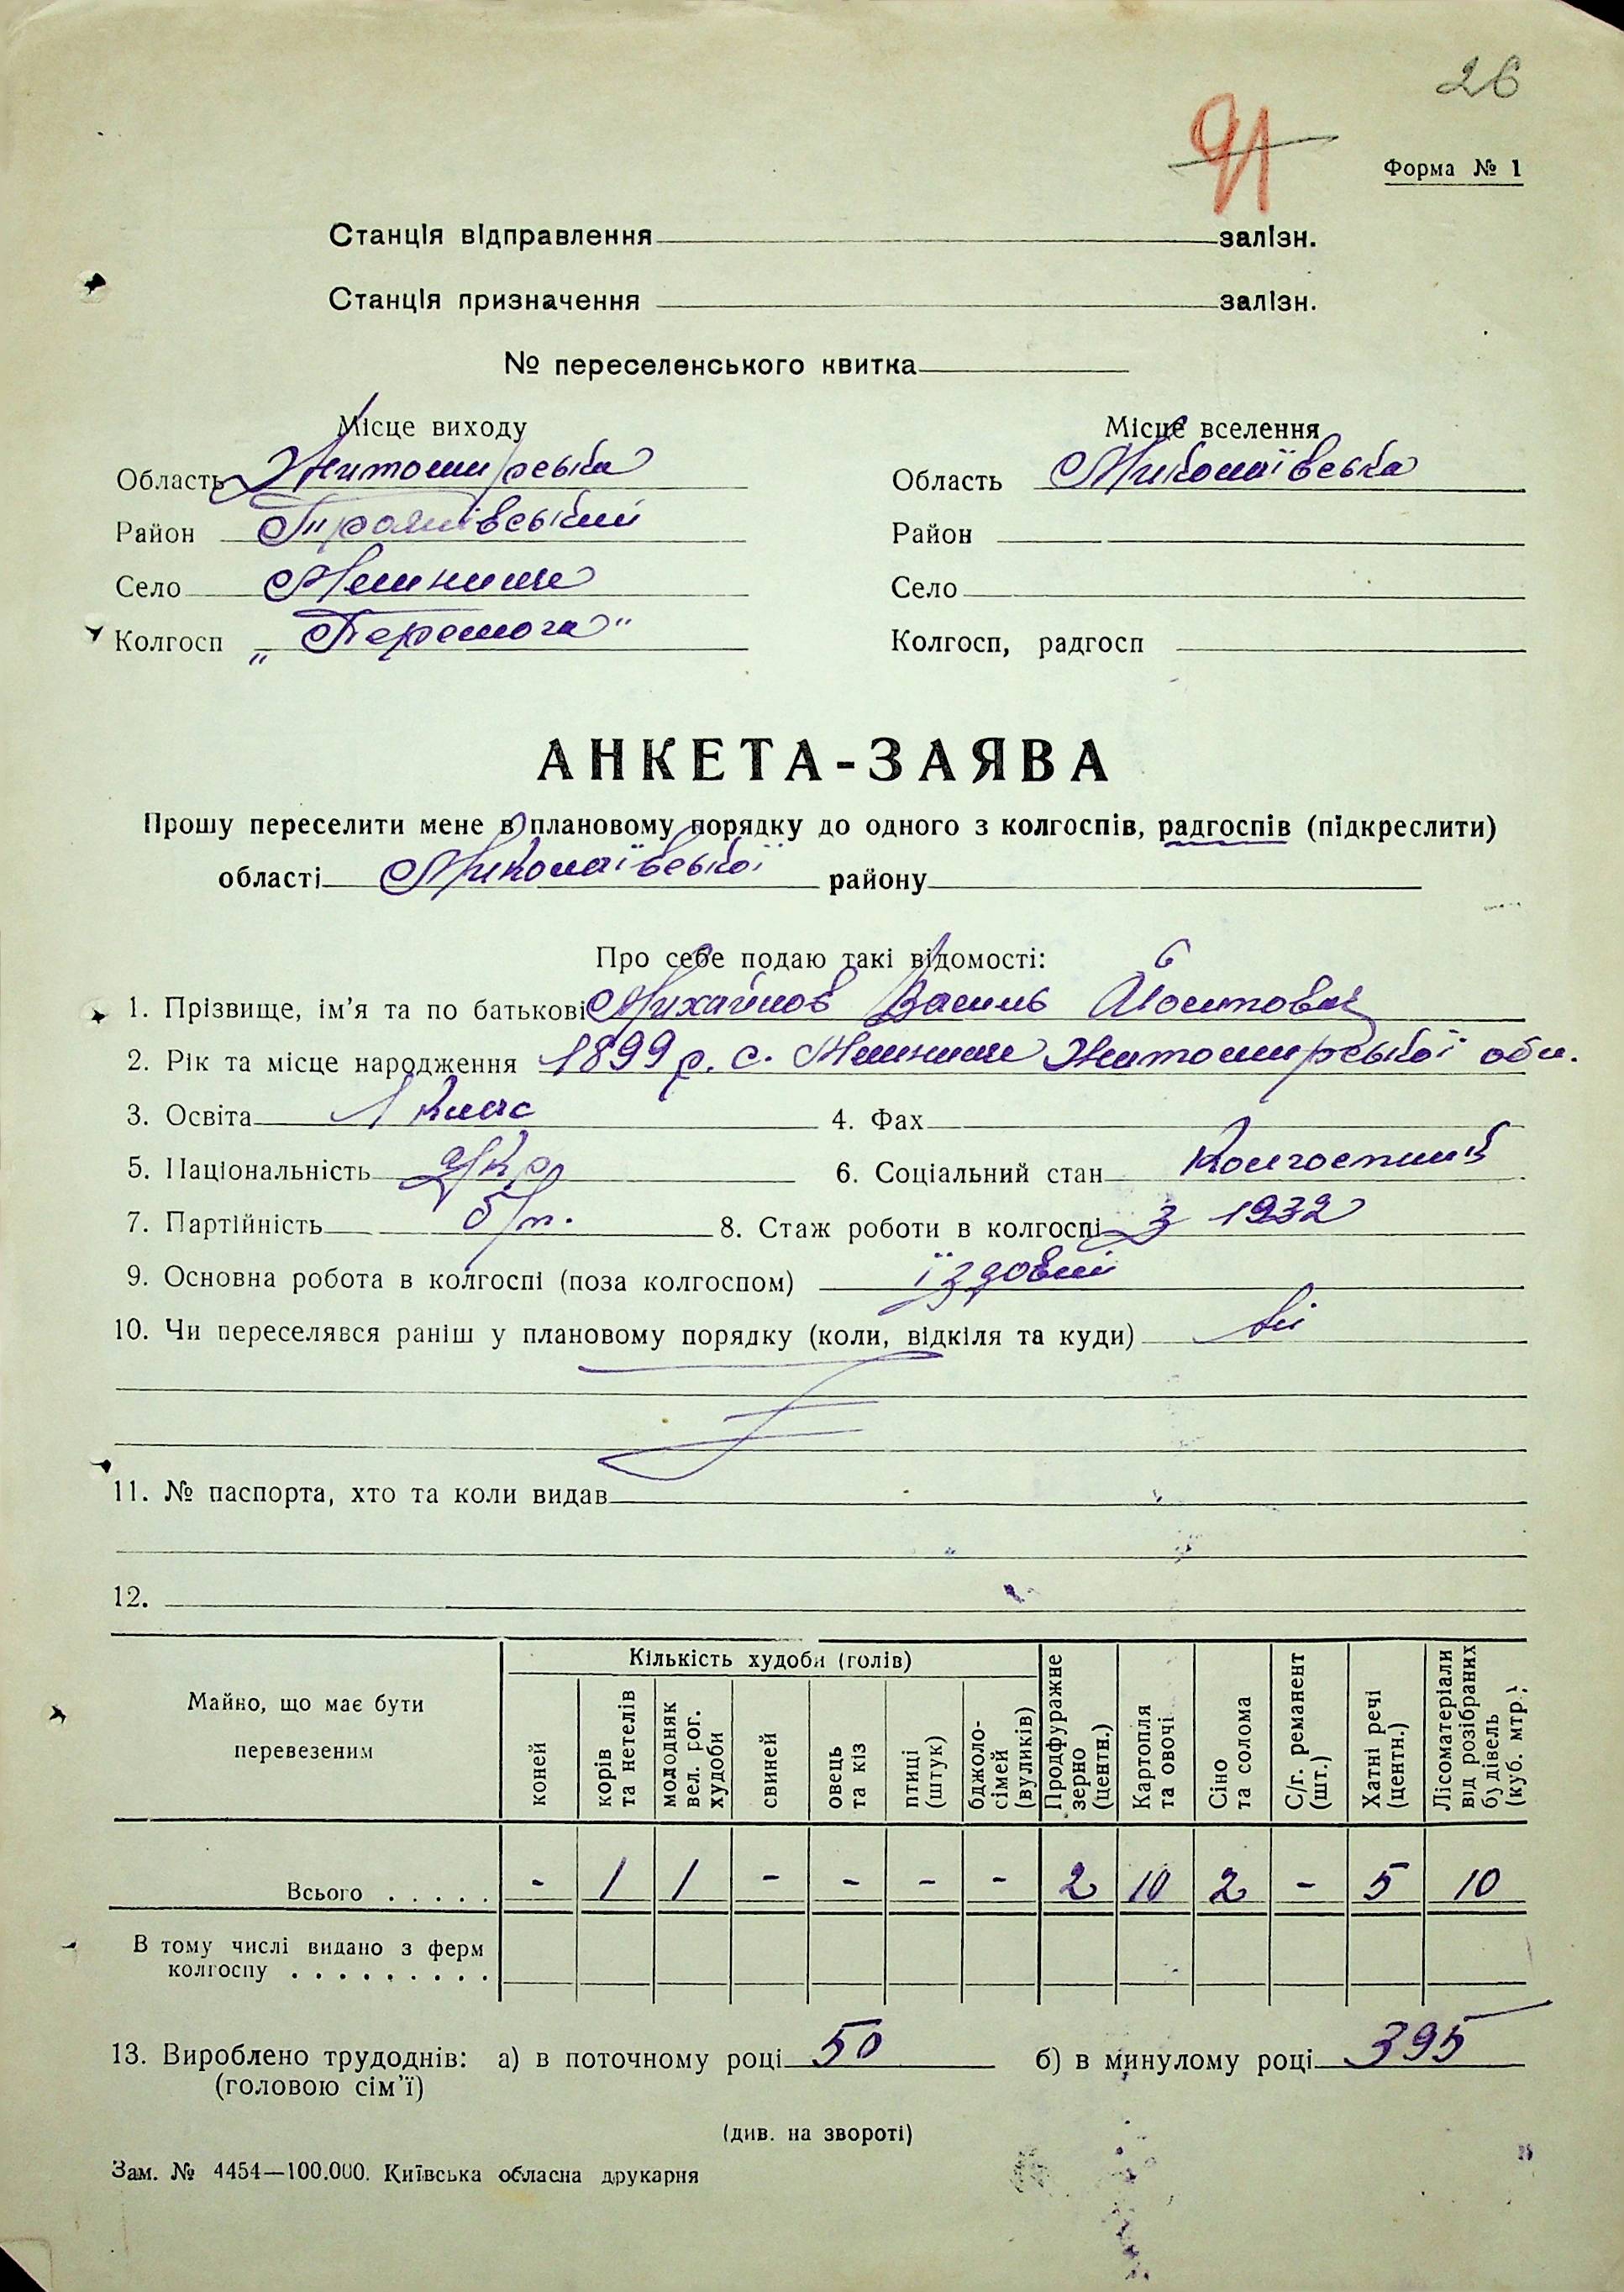 26
91
Форма № 1
Станція відправлення залізн.
Станція призначення залізн.
№ переселенського квитка
Місце виходу Місце вселення
Область Житомирська Область Миколаївська
Район Троянівський Район
Село Село
Колгосп „Перемога" Колгосп, радгосп
АНКЕТА-ЗАЯВА
Прошу переселити мене в плановому порядку до одного з колгоспів, радгоспів (підкреслити)
області Миколаївської району
Про себе подаю такі відомості:
1. Прізвище, ім'я та по батькові Михайлов Василь
2. Рік та місце народження 1899 р. с. Житомирської обл.
3. Освіта 1 клас 4. Фах
5. Національність укр. 6. Соціальний стан Колгоспник
7. Партійність б/п. 8. Стаж роботи в колгоспі з 1932
9. Основна робота в колгоспі (поза колгоспом) їздовий
10. Чи переселявся раніш у плановому порядку (коли, відкіля та куди) ні
11. № паспорта, хто та коли видав
12.
Майно, що має бути перевезеним
Кількість худоби (голів)
коней
корів та нетелів
молодняк вел. рог. худоби
свиней
овець та кіз
птиці (штук)
бджоло-сімей (вуликів)
Продфуражне зерно (центн.)
Картопля та овочі
Сіно та солома
С/г. реманент (шт.)
Хатні речі (центн.)
Лісоматеріали від розібраних будівель (куб. мтр.)
Всього . . . . . - 1 1 - - - - 2 10 2 - 5 10
В тому числі видано з ферм
колгоспу . . . . . . . . .
13. Вироблено трудоднів: а) в поточному році 50 б) в минулому році 395
(головою сім'ї)
(див. на звороті)
Зам. № 4454—100.000. Київська обласна друкарня